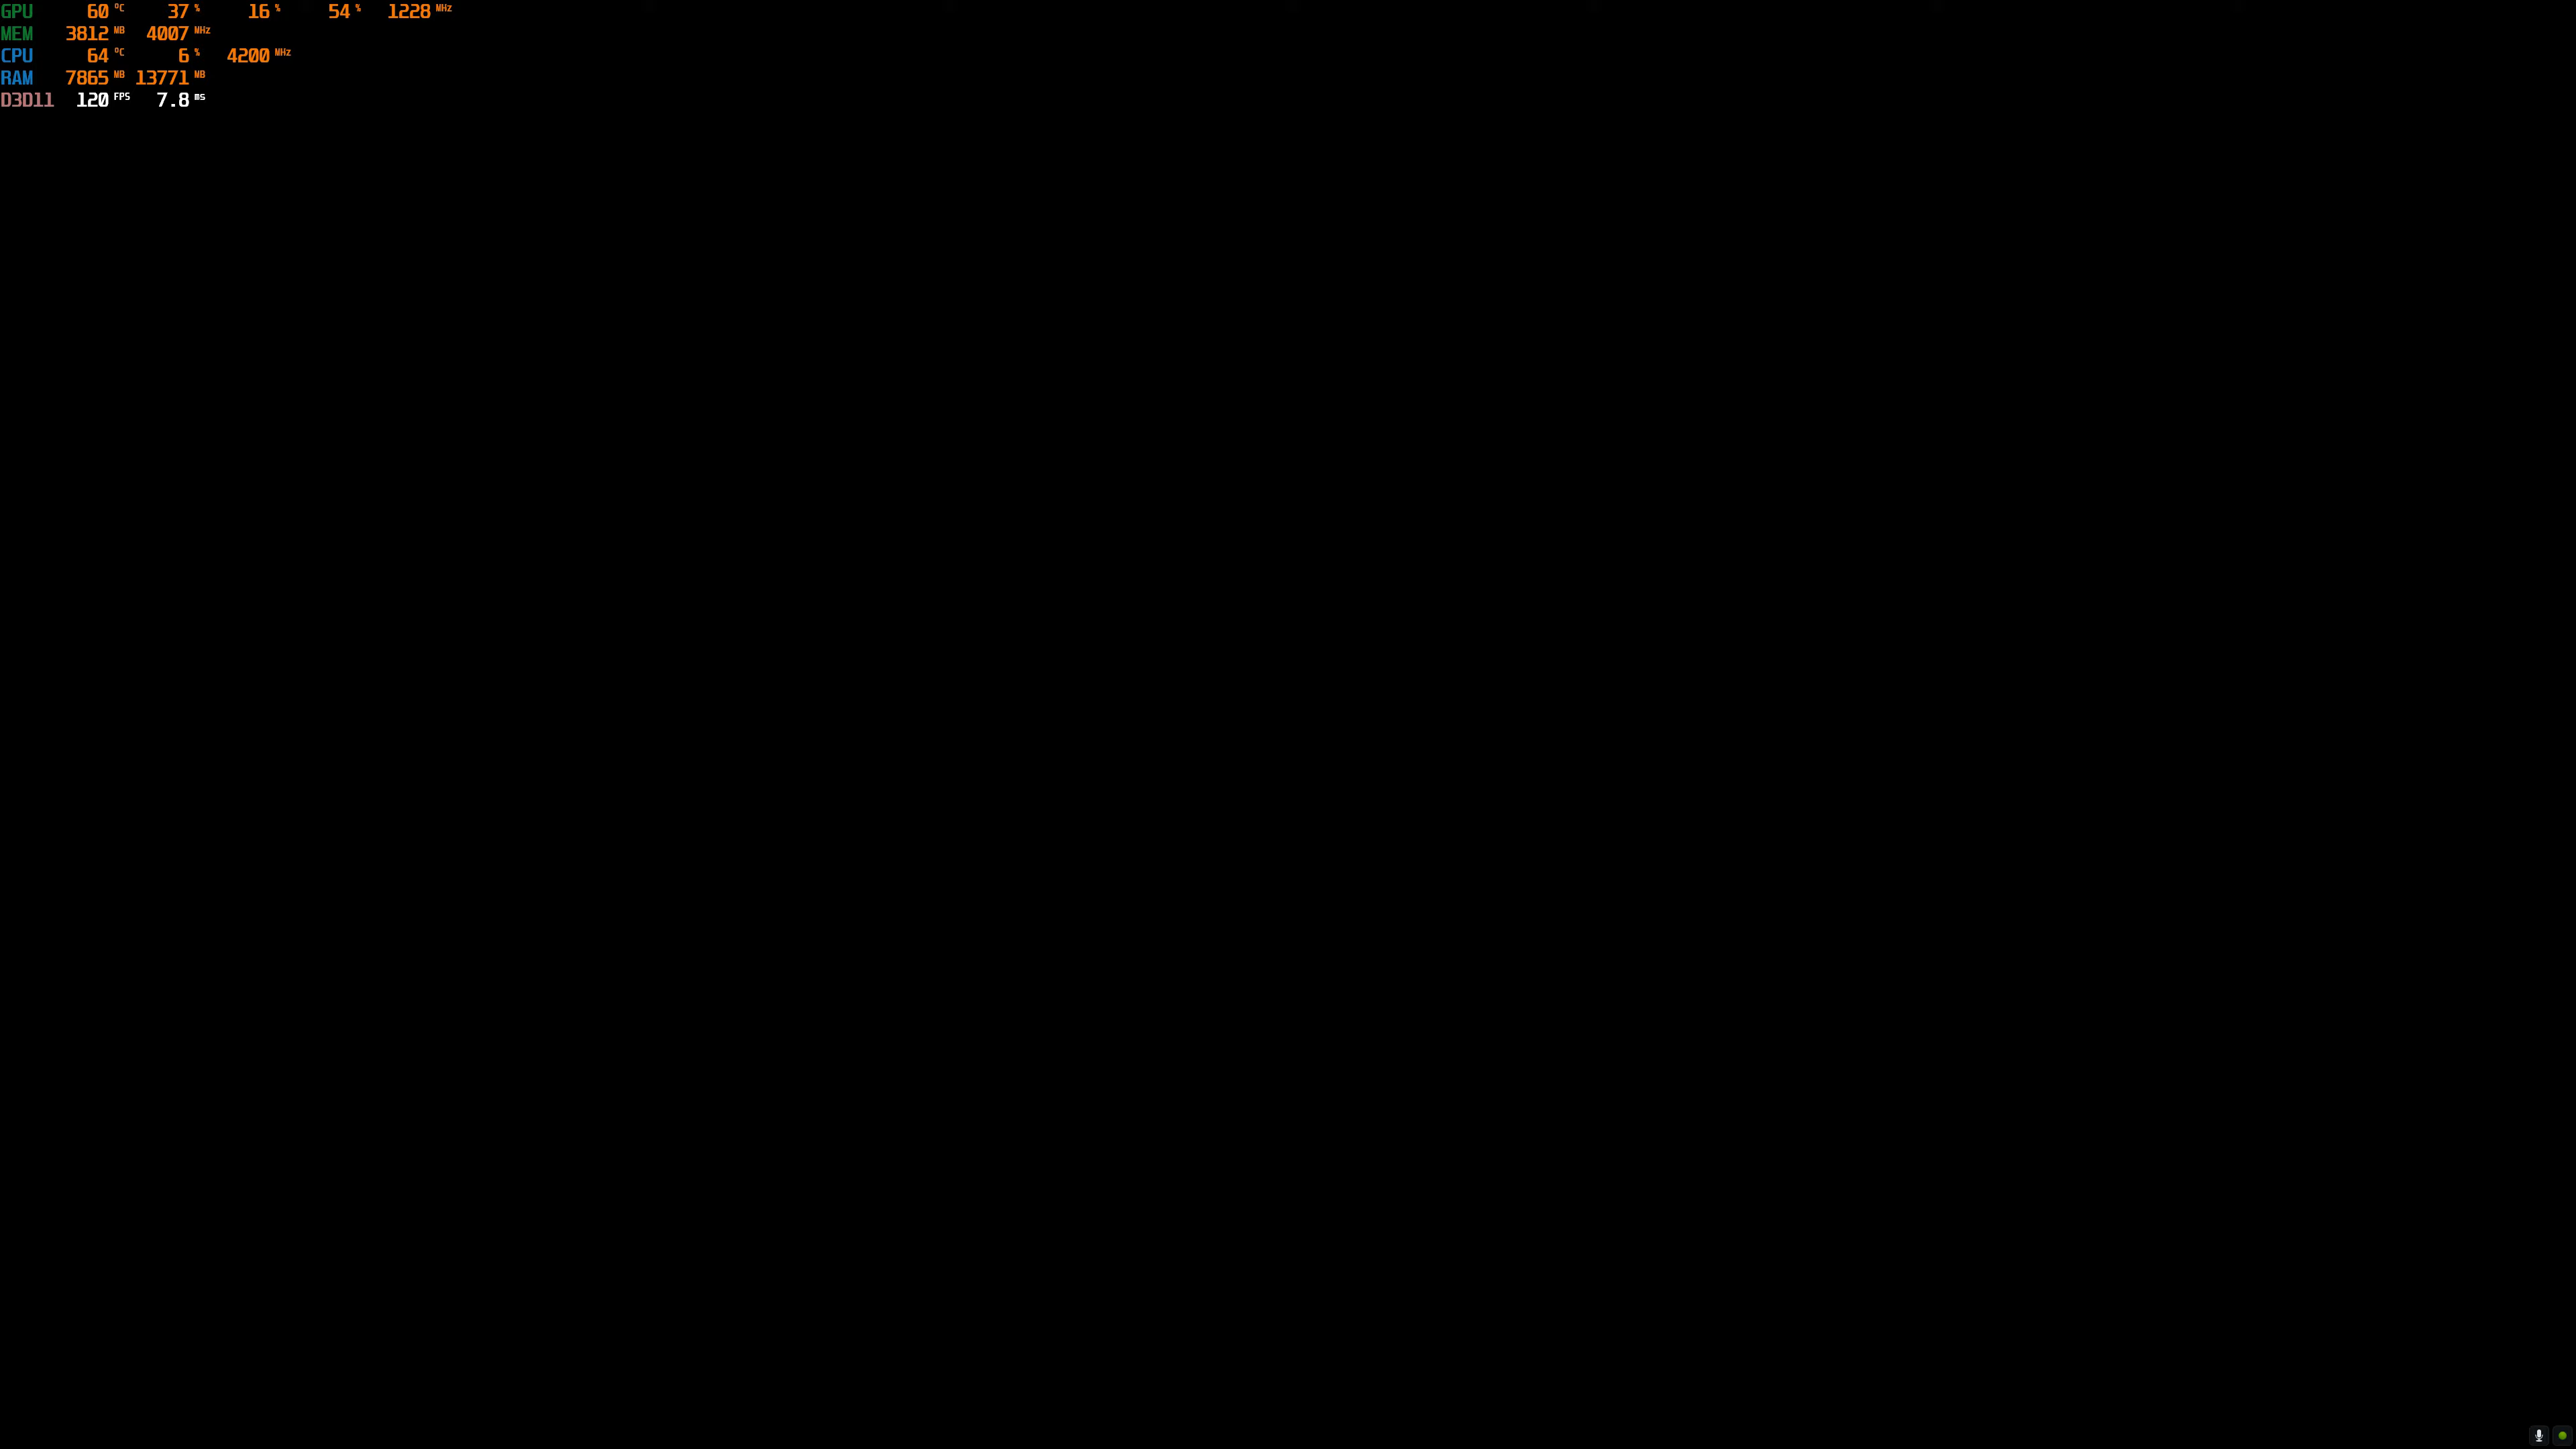 GPU 60 °C 37 % 16 % 54 % 1228 MHz
MEM 3812 MB 4007 MHz
CPU 64 °C 6 % 4200 MHz
RAM 7865 MB 13771 MB
D3D11 120 FPS 7.8 ms